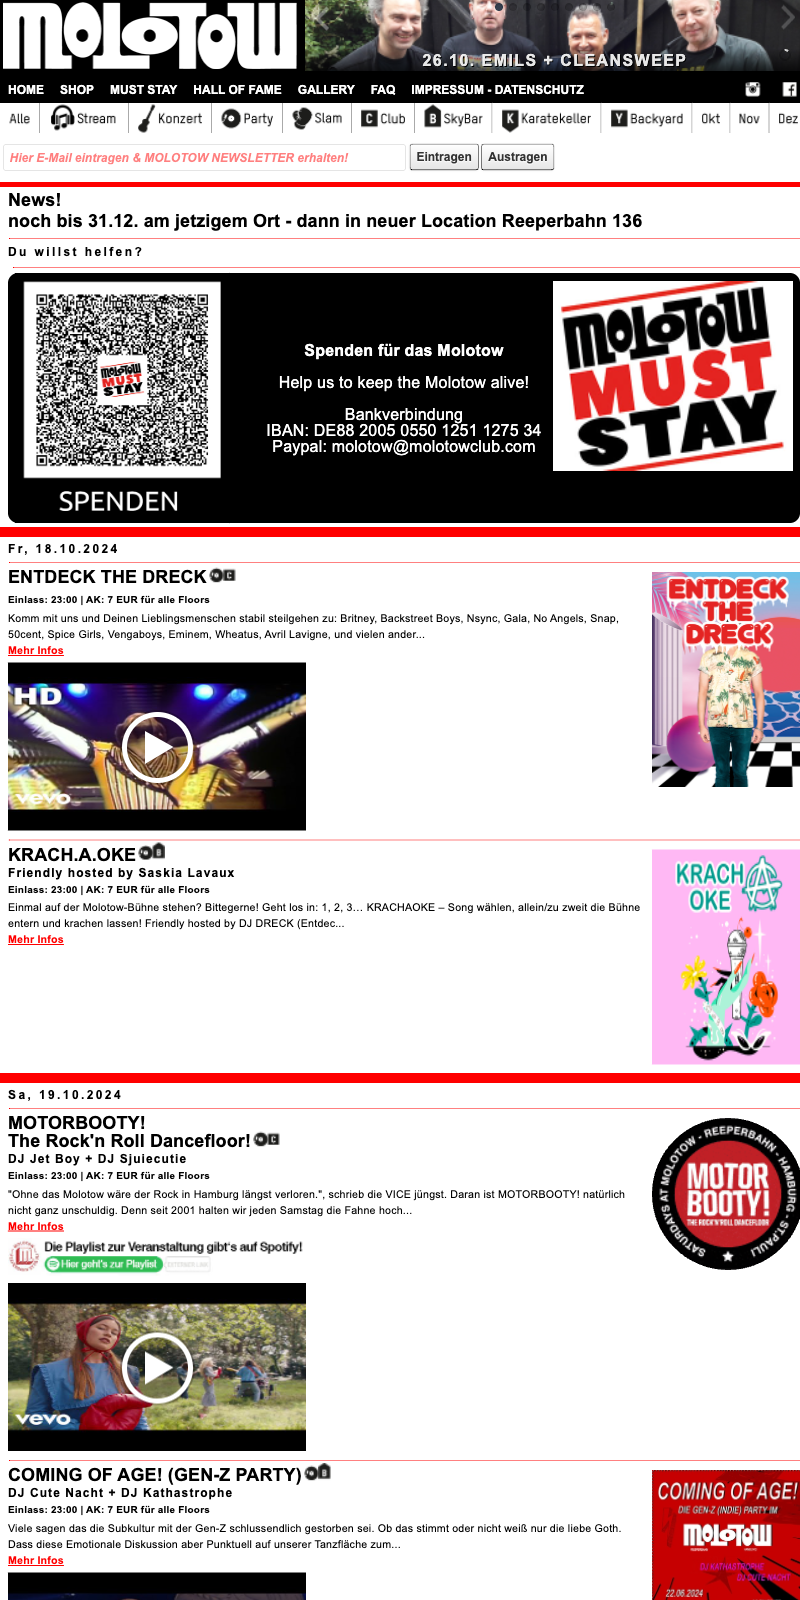 MOLOTOW
26.10. EMILS + CLEANSWEEP
HOME SHOP MUST STAY HALL OF FAME GALLERY FAQ IMPRESSUM - DATENSCHUTZ
Alle Stream Konzert Party Slam C Club B SkyBar K Karatekeller Y Backyard Okt Nov Dez
Hier E-Mail eintragen & MOLOTOW NEWSLETTER erhalten! Eintragen Austragen
News!
noch bis 31.12. am jetzigem Ort - dann in neuer Location Reeperbahn 136
Du willst helfen?
MOLOTOW
MUST
STAY
SPENDEN
Spenden für das Molotow
Help us to keep the Molotow alive!
Bankverbindung
IBAN: DE88 2005 0550 1251 1275 34
Paypal: molotow@molotowclub.com
MOLOTOW
MUST
STAY
Fr, 18.10.2024
ENTDECK THE DRECK C
Einlass: 23:00 | AK: 7 EUR für alle Floors
Komm mit uns und Deinen Lieblingsmenschen stabil steilgehen zu: Britney, Backstreet Boys, Nsync, Gala, No Angels, Snap,
50cent, Spice Girls, Vengaboys, Eminem, Wheatus, Avril Lavigne, und vielen ander...
Mehr Infos
HD
vevo
ENTDECK
THE
DRECK
KRACH.A.OKE B
Friendly hosted by Saskia Lavaux
Einlass: 23:00 | AK: 7 EUR für alle Floors
Einmal auf der Molotow-Bühne stehen? Bittegerne! Geht los in: 1, 2, 3… KRACHAOKE – Song wählen, allein/zu zweit die Bühne
entern und krachen lassen! Friendly hosted by DJ DRECK (Entdec...
Mehr Infos
KRACH A
OKE
Sa, 19.10.2024
MOTORBOOTY!
The Rock'n Roll Dancefloor! C
DJ Jet Boy + DJ Sjuiecutie
Einlass: 23:00 | AK: 7 EUR für alle Floors
"Ohne das Molotow wäre der Rock in Hamburg längst verloren.", schrieb die VICE jüngst. Daran ist MOTORBOOTY! natürlich
nicht ganz unschuldig. Denn seit 2001 halten wir jeden Samstag die Fahne hoch...
Mehr Infos
Die Playlist zur Veranstaltung gibt's auf Spotify!
Hier geht's zur Playlist EXTERNER LINK
vevo
SATURDAYS AT MOLOTOW - REEPERBAHN - HAMBURG - ST. PAULI
MOTOR
BOOTY!
THE ROCK'N'ROLL DANCEFLOOR
COMING OF AGE! (GEN-Z PARTY) B
DJ Cute Nacht + DJ Kathastrophe
Einlass: 23:00 | AK: 7 EUR für alle Floors
Viele sagen das die Subkultur mit der Gen-Z schlussendlich gestorben sei. Ob das stimmt oder nicht weiß nur die liebe Goth.
Dass diese Emotionale Diskussion aber Punktuell auf unserer Tanzfläche zum...
Mehr Infos
COMING OF AGE!
DIE GEN-Z (INDIE) PARTY IM
MOLOTOW
DJ KATHASTROPHE
DJ CUTE NACHT
22.06.2024